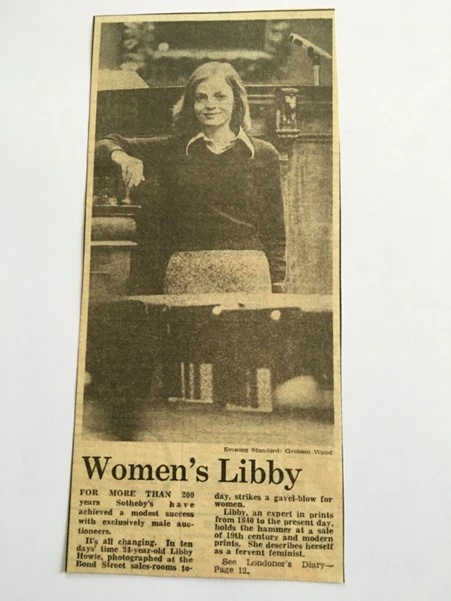 Evening Standard: Graham Wood
Women's Libby
FOR MORE THAN 200
years Sotheby's have
achieved a modest success
with exclusively male auc-
tioneers.
It's all changing. In ten
days' time 24-year-old Libby
Howie, photographed at the
Bond Street sales-rooms to-
day, strikes a gavel-blow for
women.
Libby, an expert in prints
from 1840 to the present day,
holds the hammer at a sale
of 19th century and modern
prints. She describes herself
as a fervent feminist.
See Londoner's Diary—
Page 12.